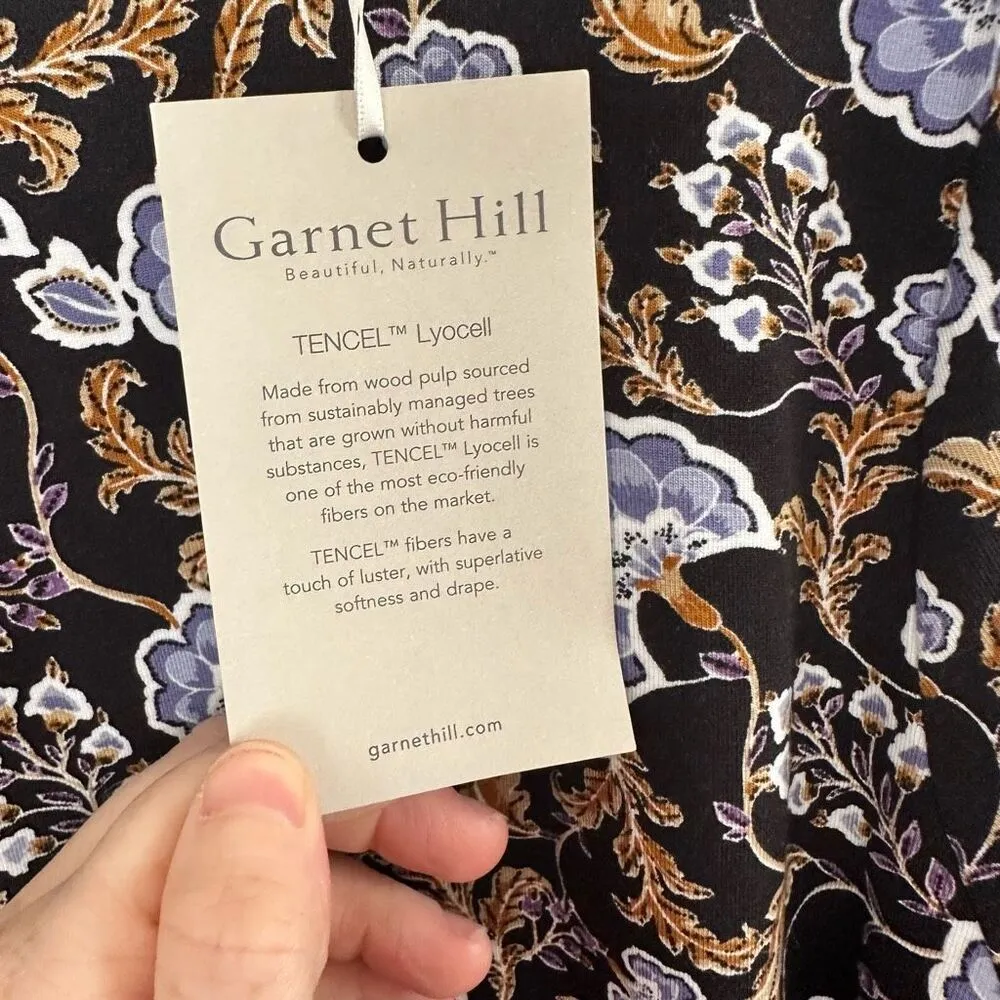 Garnet Hill
Beautiful, Naturally.™
TENCEL™ Lyocell
Made from wood pulp sourced
from sustainably managed trees
that are grown without harmful
substances, TENCEL™ Lyocell is
one of the most eco-friendly
fibers on the market.
TENCEL™ fibers have a
touch of luster, with superlative
softness and drape.
garnethill.com